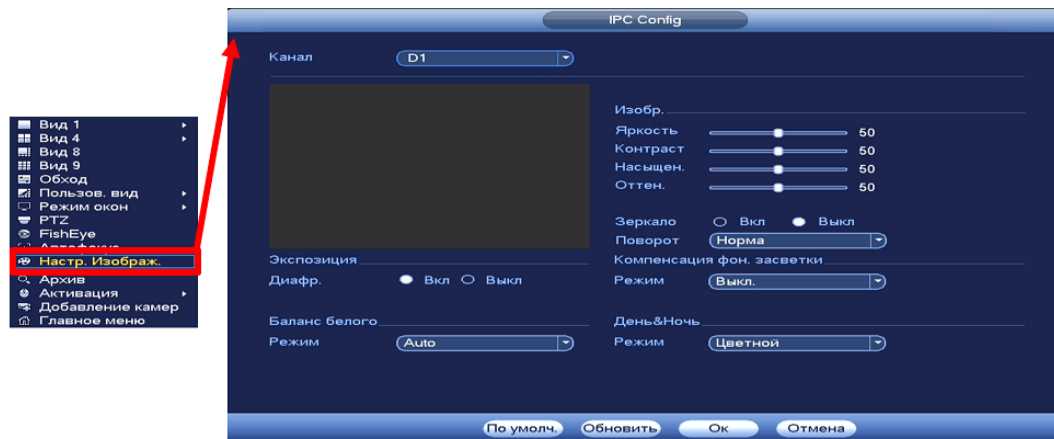 Вид 1
Вид 4
Вид 8
Вид 9
Обход
Пользов. вид
Режим окон
PTZ
FishEye
Автофокус
Настр. Изображ.
Архив
Активация
Добавление камер
Главное меню
IPC Config
Канал D1
Изобр.
Яркость 50
Контраст 50
Насыщен. 50
Оттен. 50
Зеркало Вкл Выкл
Поворот Норма
Экспозиция Компенсация фон. засветки
Диафр. Вкл Выкл Режим Выкл.
Баланс белого День&Ночь
Режим Auto Режим Цветной
По умолч. Обновить Ок Отмена